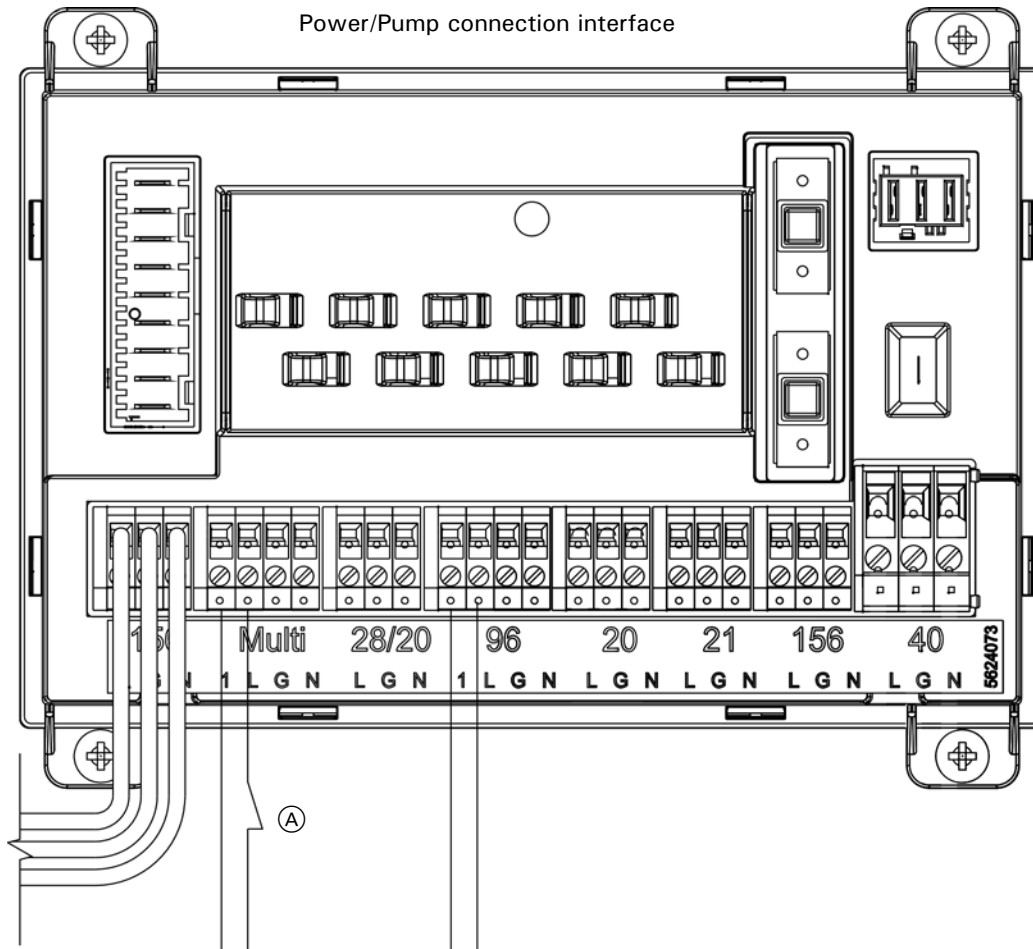 Power/Pump connection interface
Multi 28/20 96 20 21 156 40
N 1 L G N L G N 1 L G N L G N L G N L G N L G N
5624073
A